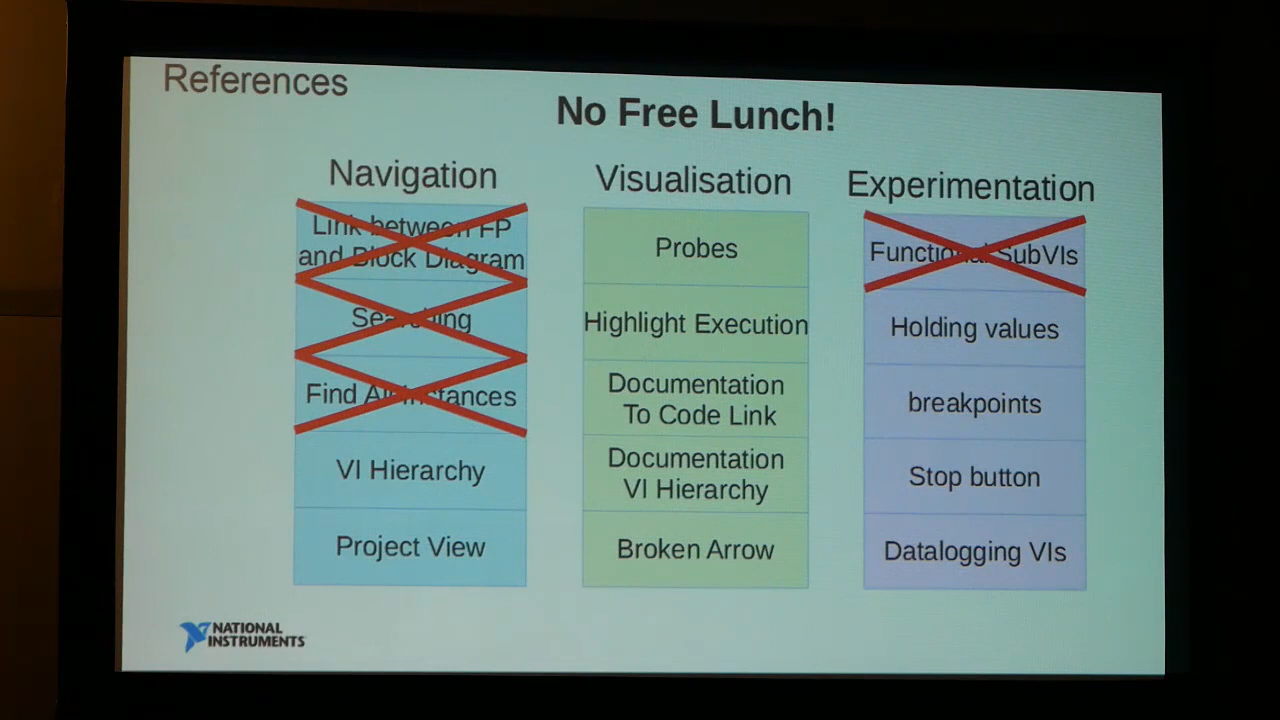 References
No Free Lunch!
Navigation
Link between FP
and Block Diagram
Searching
Find All Instances
VI Hierarchy
Project View
Visualisation
Probes
Highlight Execution
Documentation
To Code Link
Documentation
VI Hierarchy
Broken Arrow
Experimentation
Functional SubVIs
Holding values
breakpoints
Stop button
Datalogging VIs
NATIONAL
INSTRUMENTS